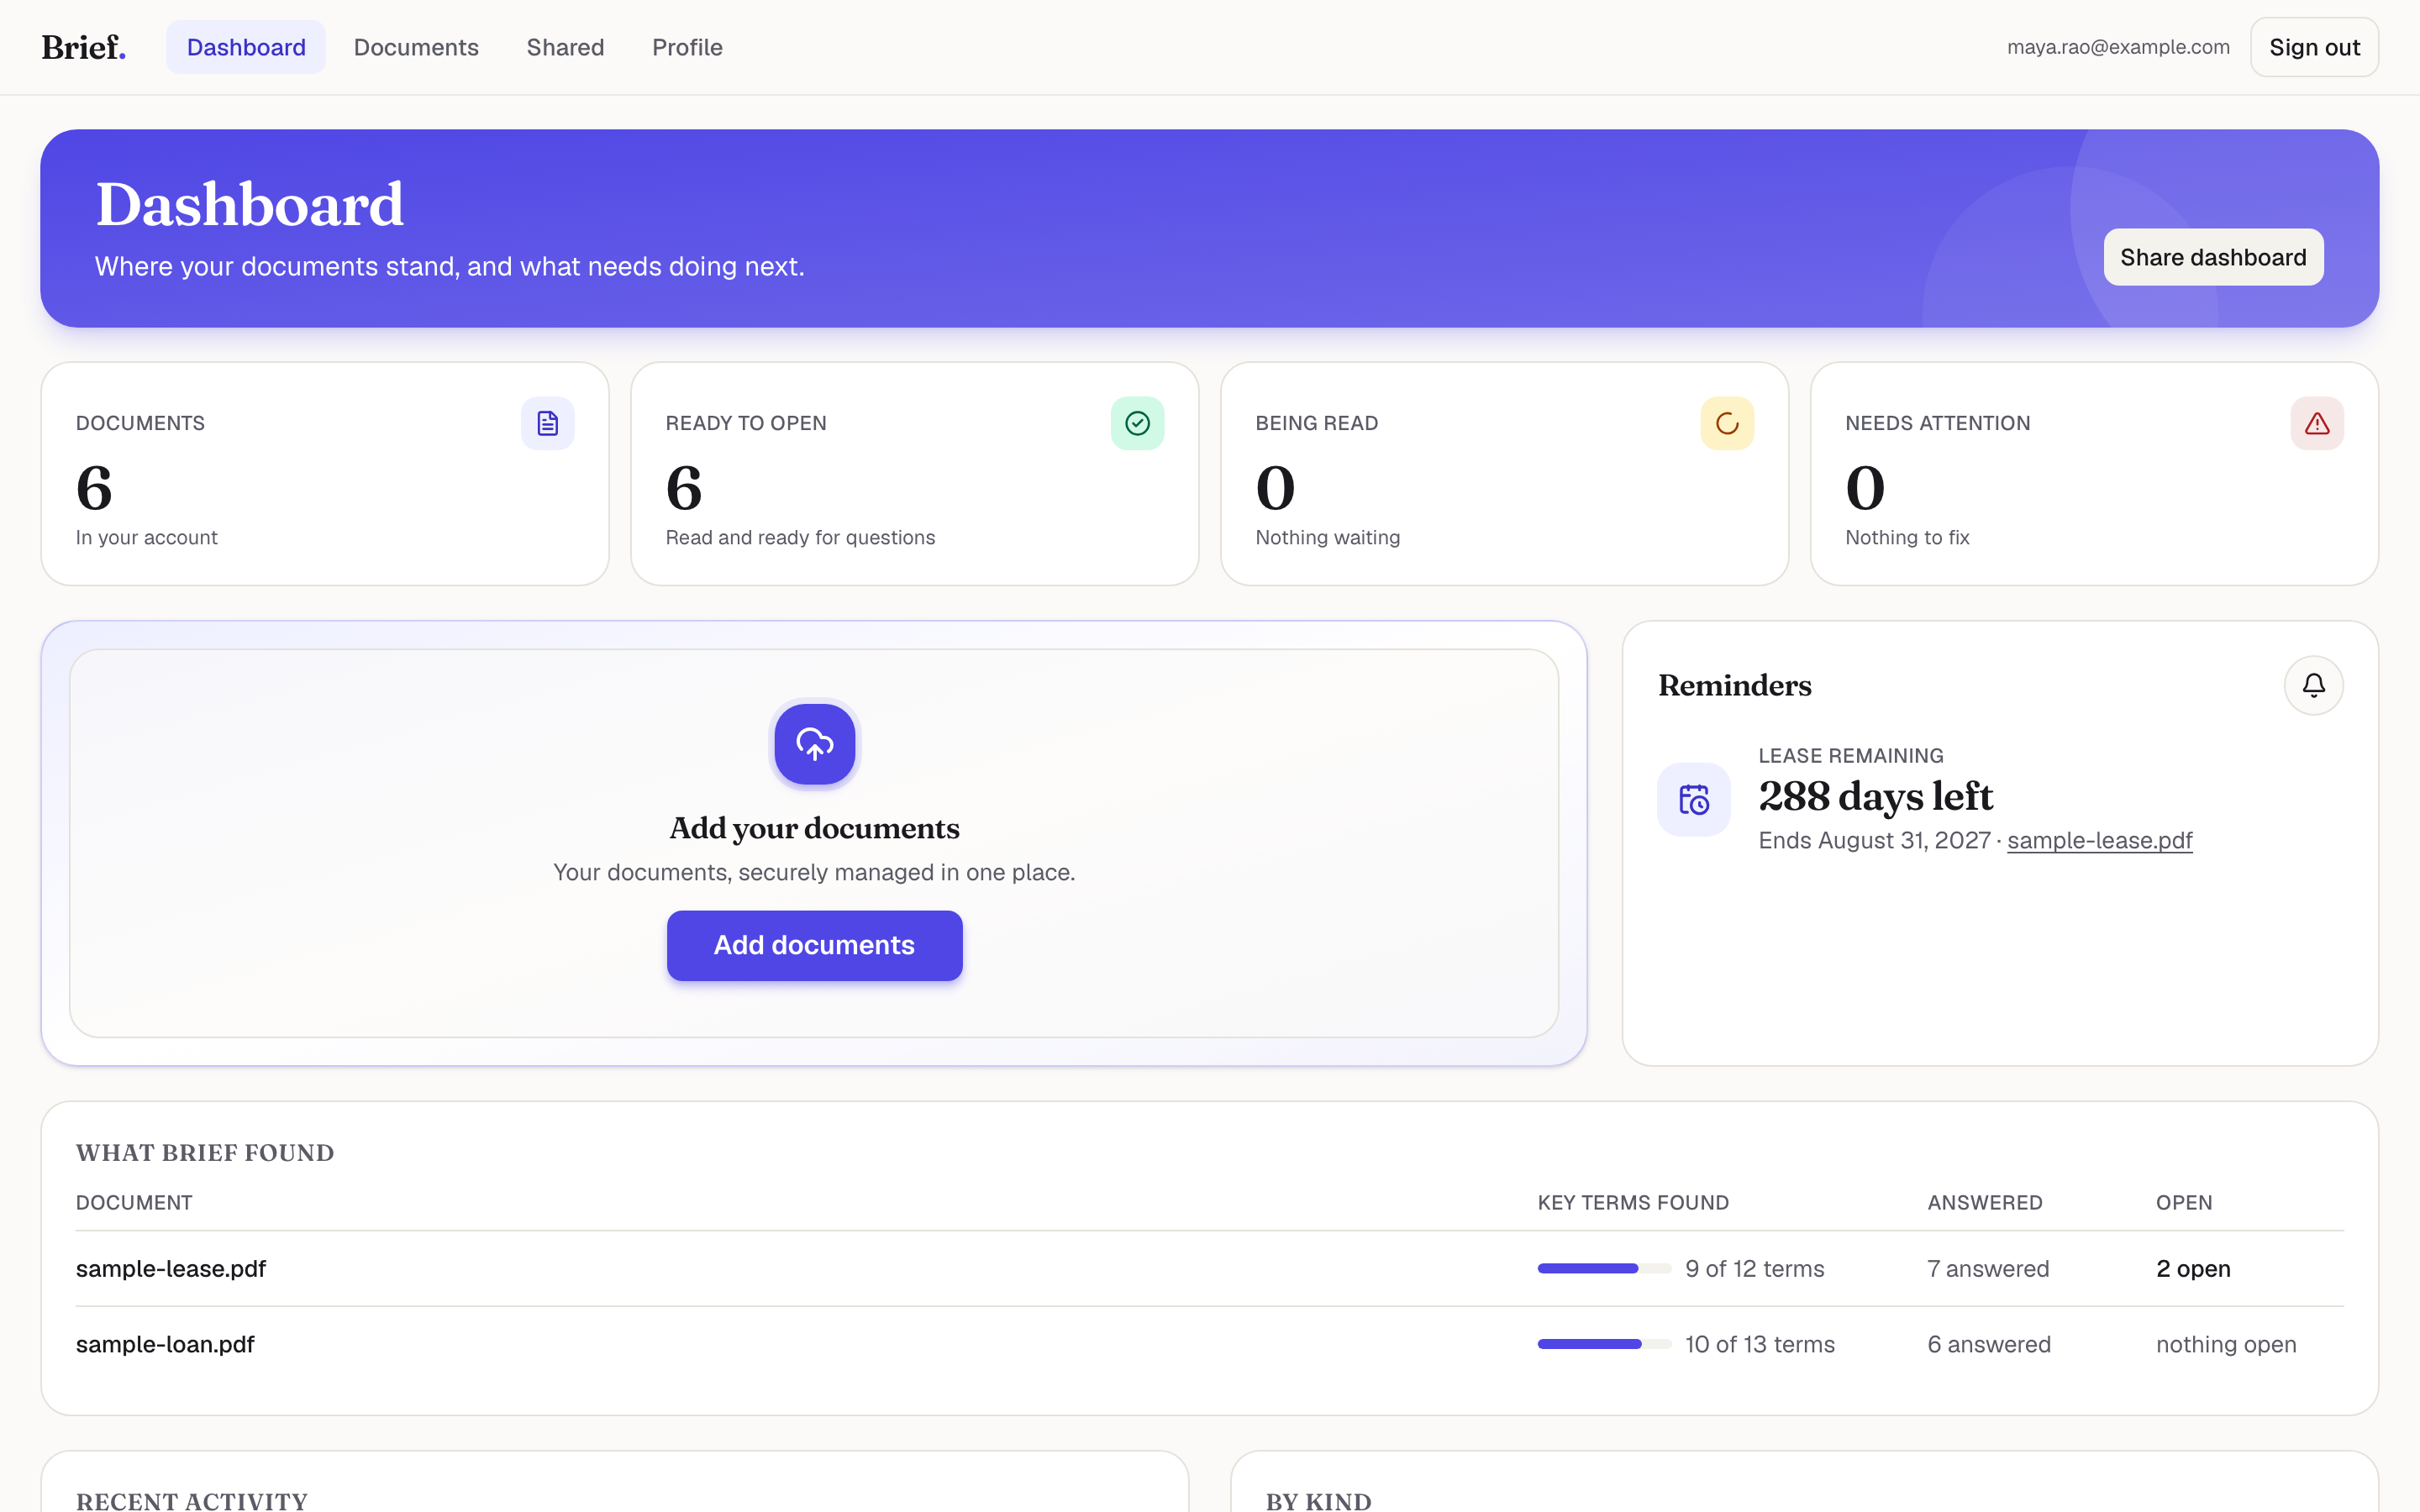 Brief.
Dashboard
Documents
Shared
Profile
maya.rao@example.com
Sign out
Dashboard
Where your documents stand, and what needs doing next.
Share dashboard
DOCUMENTS
6
In your account
READY TO OPEN
6
Read and ready for questions
BEING READ
0
Nothing waiting
NEEDS ATTENTION
0
Nothing to fix
Add your documents
Your documents, securely managed in one place.
Add documents
Reminders
LEASE REMAINING
288 days left
Ends August 31, 2027 · sample-lease.pdf
WHAT BRIEF FOUND
DOCUMENT KEY TERMS FOUND ANSWERED OPEN
sample-lease.pdf 9 of 12 terms 7 answered 2 open
sample-loan.pdf 10 of 13 terms 6 answered nothing open
RECENT ACTIVITY
BY KIND